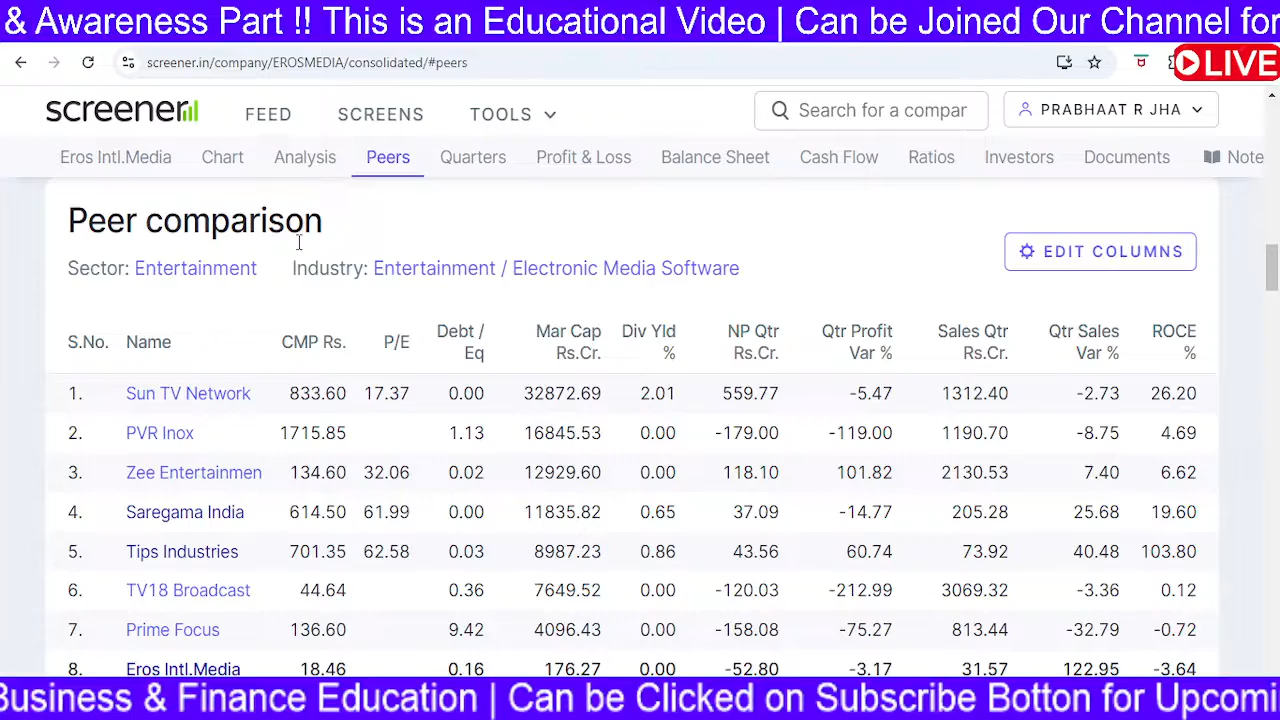 & Awareness Part !! This is an Educational Video | Can be Joined Our Channel for
screener.in/company/EROSMEDIA/consolidated/#peers
LIVE
screener FEED SCREENS TOOLS Search for a compar PRABHAAT R JHA
Eros Intl.Media Chart Analysis Peers Quarters Profit & Loss Balance Sheet Cash Flow Ratios Investors Documents Note
Peer comparison
Sector: Entertainment Industry: Entertainment / Electronic Media Software
EDIT COLUMNS
S.No. Name CMP Rs. P/E Debt / Eq Mar Cap Rs.Cr. Div Yld % NP Qtr Rs.Cr. Qtr Profit Var % Sales Qtr Rs.Cr. Qtr Sales Var % ROCE %
1. Sun TV Network 833.60 17.37 0.00 32872.69 2.01 559.77 -5.47 1312.40 -2.73 26.20
2. PVR Inox 1715.85 1.13 16845.53 0.00 -179.00 -119.00 1190.70 -8.75 4.69
3. Zee Entertainmen 134.60 32.06 0.02 12929.60 0.00 118.10 101.82 2130.53 7.40 6.62
4. Saregama India 614.50 61.99 0.00 11835.82 0.65 37.09 -14.77 205.28 25.68 19.60
5. Tips Industries 701.35 62.58 0.03 8987.23 0.86 43.56 60.74 73.92 40.48 103.80
6. TV18 Broadcast 44.64 0.36 7649.52 0.00 -120.03 -212.99 3069.32 -3.36 0.12
7. Prime Focus 136.60 9.42 4096.43 0.00 -158.08 -75.27 813.44 -32.79 -0.72
8. Eros Intl.Media 18.46 0.16 176.27 0.00 -52.80 -3.17 31.57 122.95 -3.64
Business & Finance Education | Can be Clicked on Subscribe Botton for Upcomi